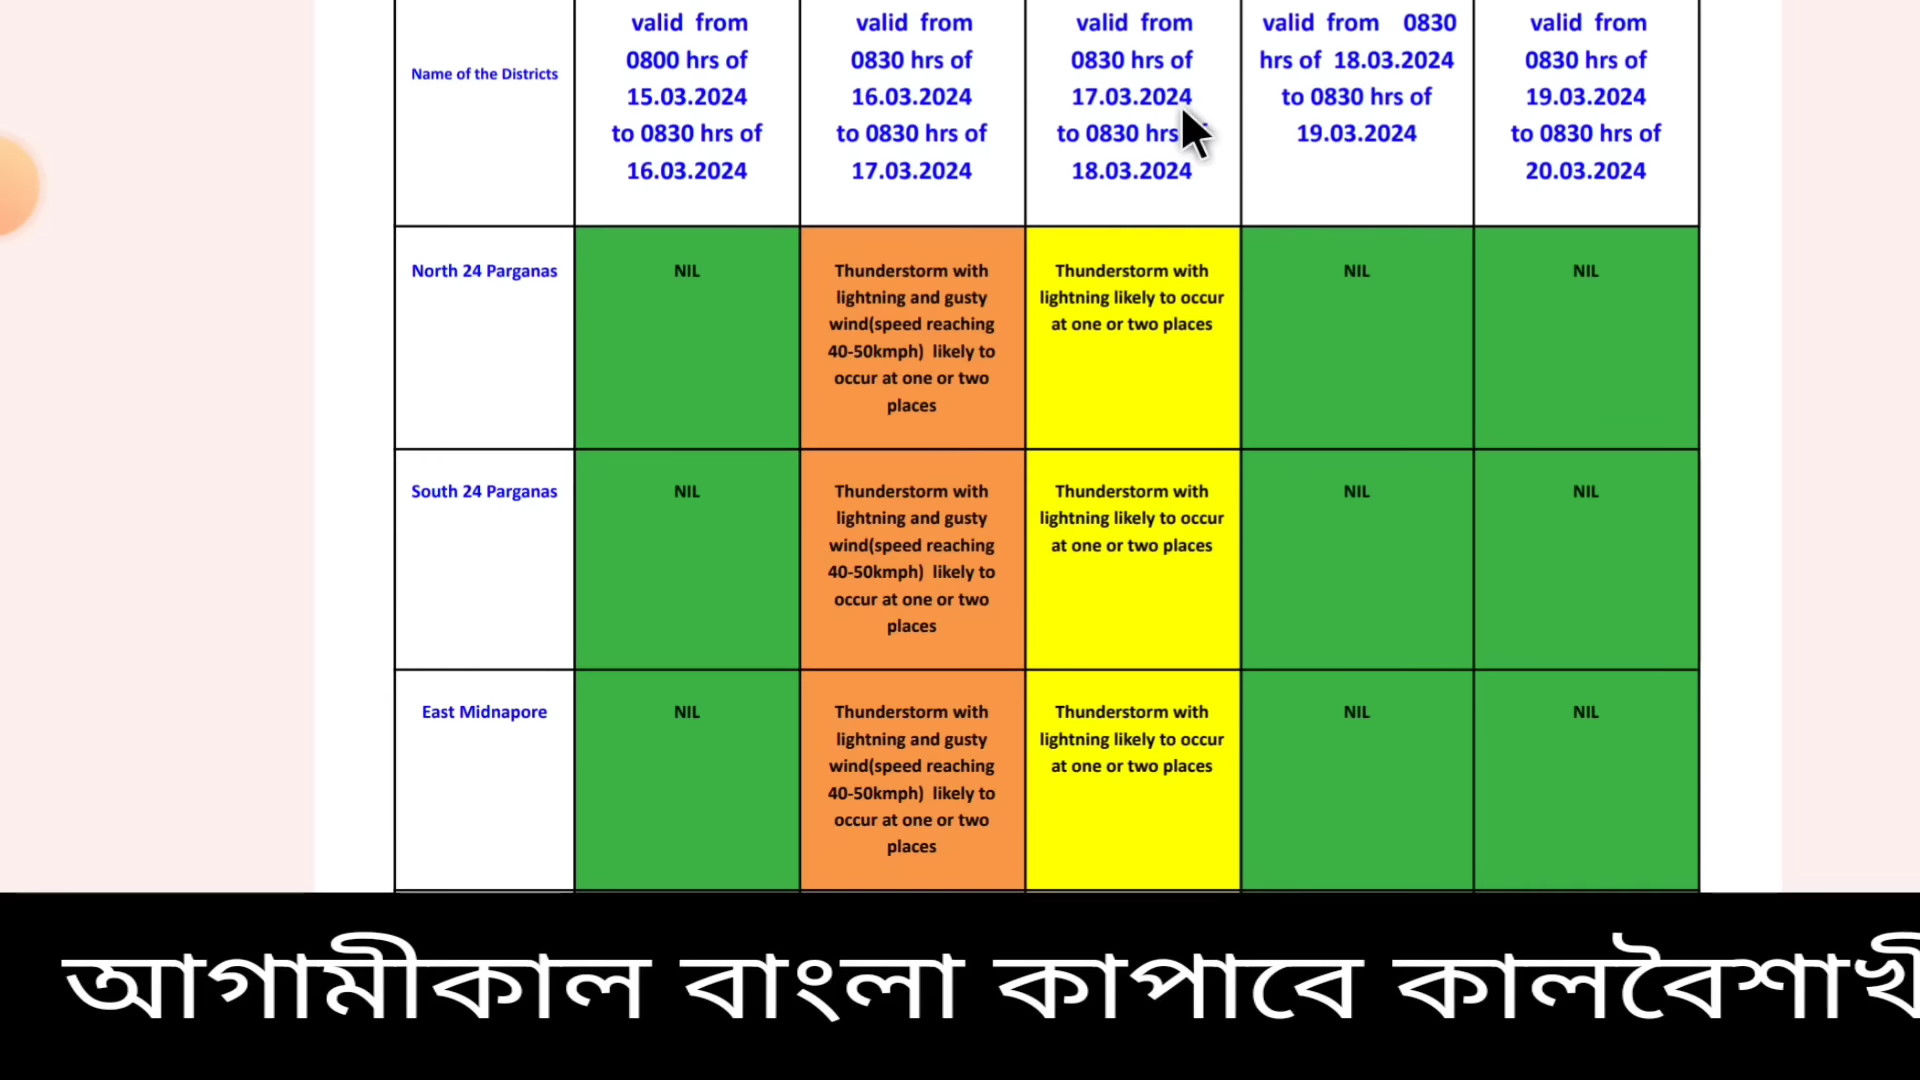 Name of the Districts
valid from
0800 hrs of
15.03.2024
to 0830 hrs of
16.03.2024
valid from
0830 hrs of
16.03.2024
to 0830 hrs of
17.03.2024
valid from
0830 hrs of
17.03.2024
to 0830 hrs
18.03.2024
valid from 0830
hrs of 18.03.2024
to 0830 hrs of
19.03.2024
valid from
0830 hrs of
19.03.2024
to 0830 hrs of
20.03.2024
North 24 Parganas
NIL
Thunderstorm with
lightning and gusty
wind(speed reaching
40-50kmph) likely to
occur at one or two
places
Thunderstorm with
lightning likely to occur
at one or two places
NIL
NIL
South 24 Parganas
NIL
Thunderstorm with
lightning and gusty
wind(speed reaching
40-50kmph) likely to
occur at one or two
places
Thunderstorm with
lightning likely to occur
at one or two places
NIL
NIL
East Midnapore
NIL
Thunderstorm with
lightning and gusty
wind(speed reaching
40-50kmph) likely to
occur at one or two
places
Thunderstorm with
lightning likely to occur
at one or two places
NIL
NIL
আগামীকাল বাংলা কাপাবে কালবৈশাখী